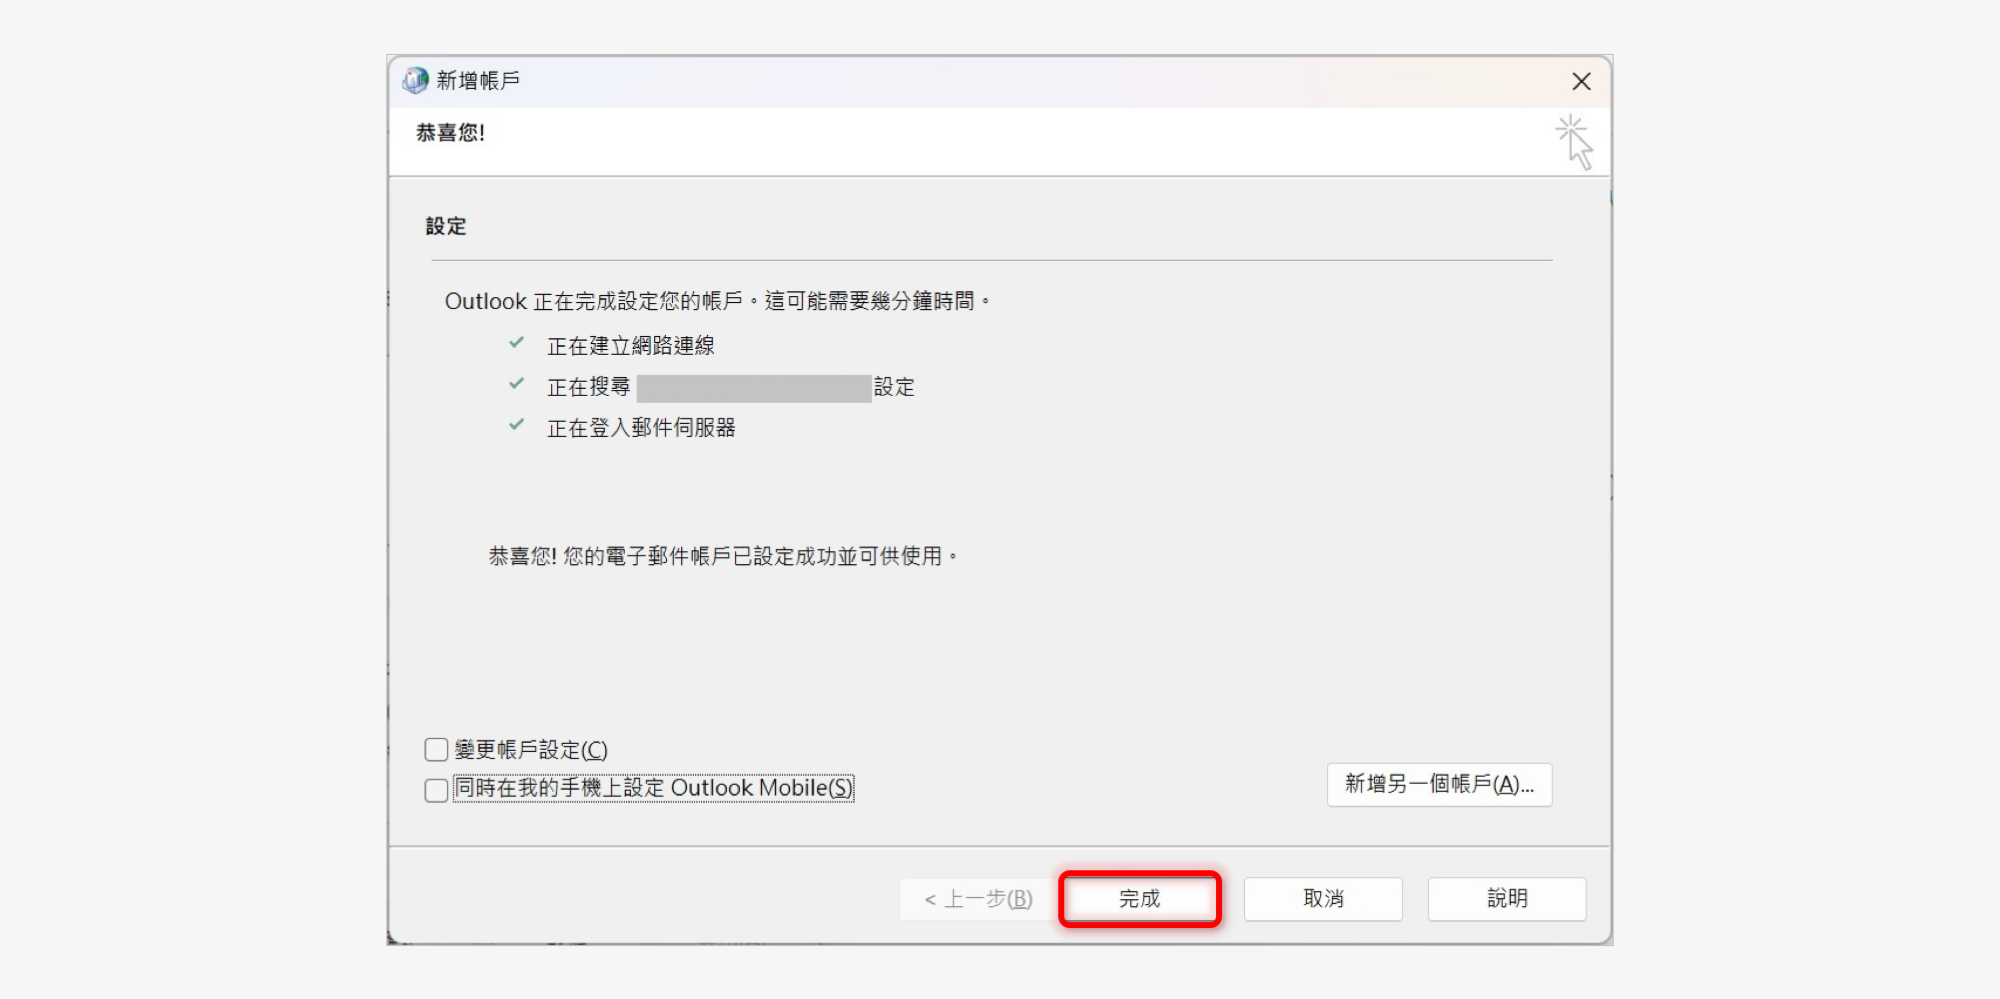 新增帳戶
恭喜您!
設定
Outlook 正在完成設定您的帳戶。這可能需要幾分鐘時間。
正在建立網路連線
正在搜尋 設定
正在登入郵件伺服器
恭喜您! 您的電子郵件帳戶已設定成功並可供使用。
變更帳戶設定(C)
同時在我的手機上設定 Outlook Mobile(S)
新增另一個帳戶(A)...
< 上一步(B)
完成
取消
說明